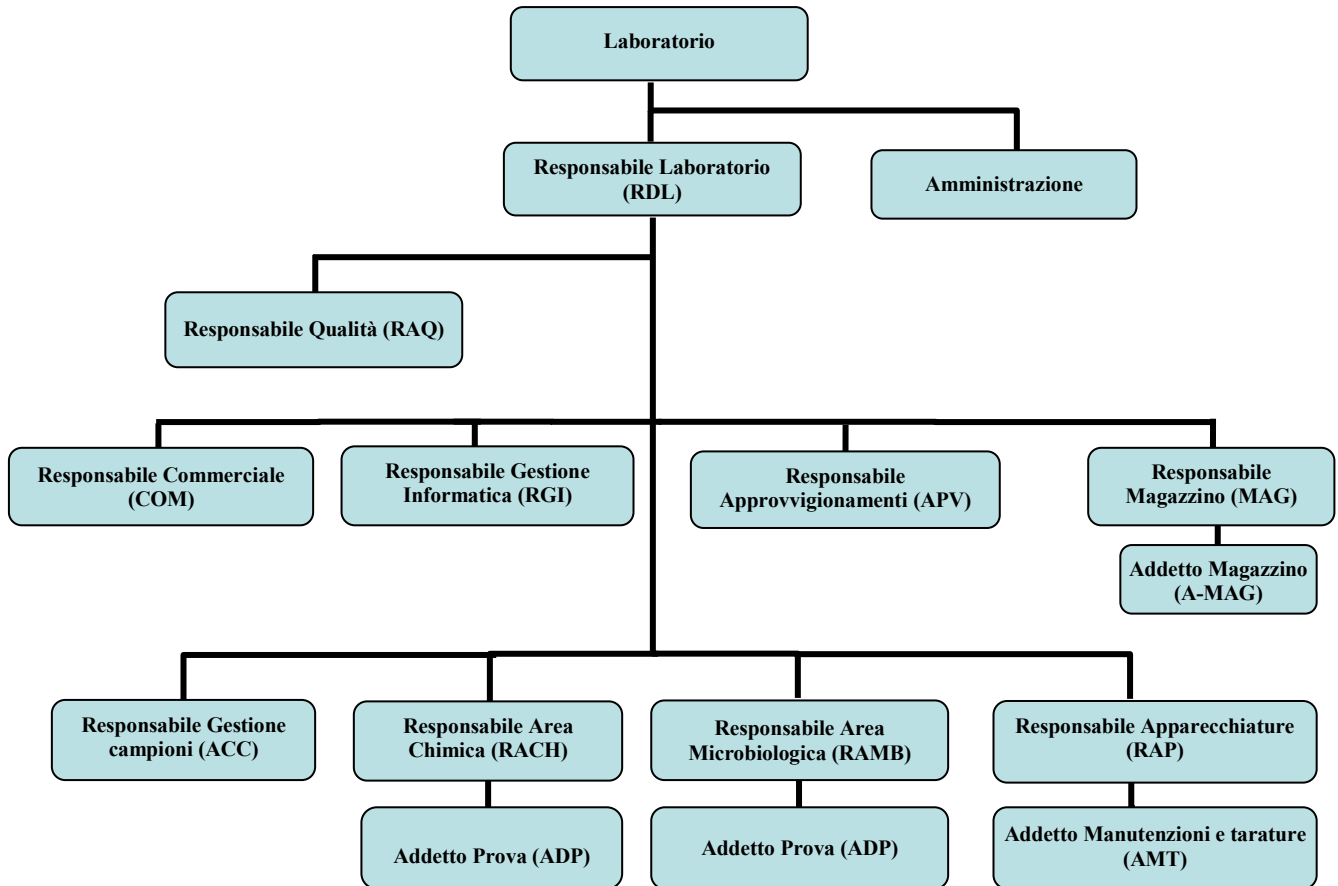 Laboratorio
Responsabile Laboratorio
(RDL)
Amministrazione
Responsabile Qualità (RAQ)
Responsabile Commerciale
(COM)
Responsabile Gestione
Informatica (RGI)
Responsabile
Approvvigionamenti (APV)
Responsabile
Magazzino (MAG)
Addetto Magazzino
(A-MAG)
Responsabile Gestione
campioni (ACC)
Responsabile Area
Chimica (RACH)
Responsabile Area
Microbiologica (RAMB)
Responsabile Apparecchiature
(RAP)
Addetto Prova (ADP)
Addetto Prova (ADP)
Addetto Manutenzioni e tarature
(AMT)